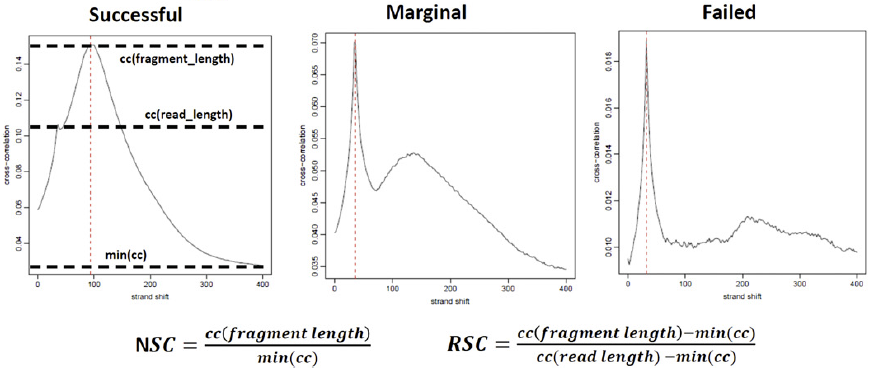 Successful
Marginal
Failed
cc(fragment_length)
cc(read_length)
min(cc)
cross-correlation
0.04 0.06 0.08 0.10 0.12 0.14
0 100 200 300 400
strand shift
cross-correlation
0.035 0.040 0.045 0.050 0.055 0.060 0.065 0.070
0 100 200 300 400
strand shift
cross-correlation
0.010 0.012 0.014 0.016
0 100 200 300 400
strand shift
NSC = cc(fragment length) / min(cc)
RSC = cc(fragment length)−min(cc) / cc(read length)−min(cc)